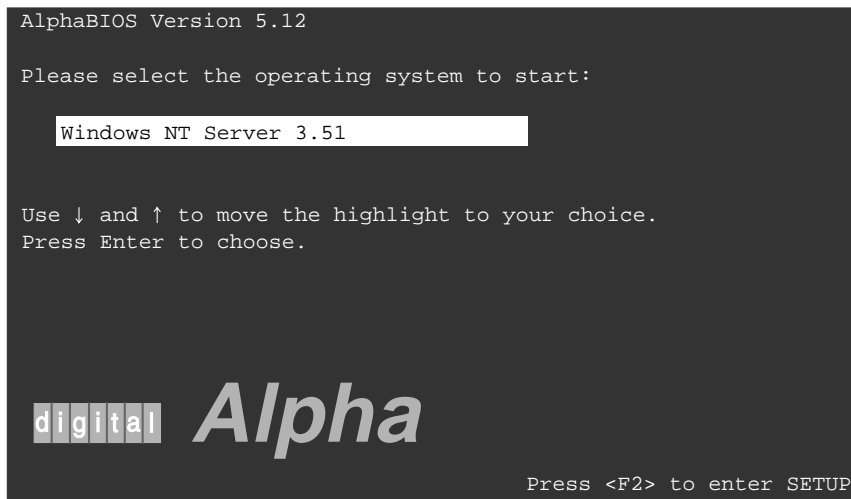 AlphaBIOS Version 5.12
Please select the operating system to start:
Windows NT Server 3.51
Use ↓ and ↑ to move the highlight to your choice.
Press Enter to choose.
digital Alpha
Press <F2> to enter SETUP